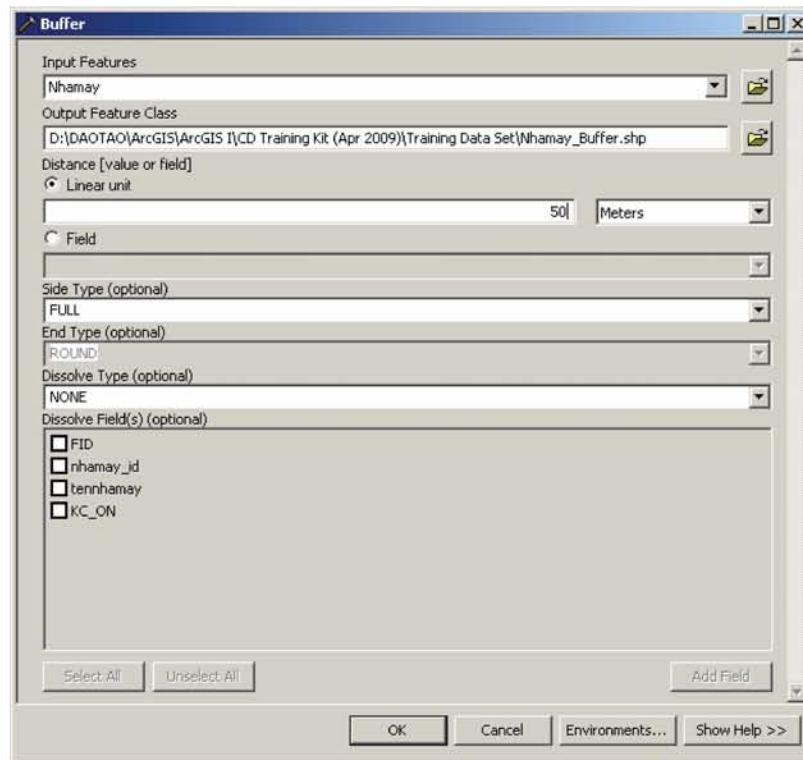 Buffer
Input Features
Nhamay
Output Feature Class
D:\DAOTAO\ArcGIS\ArcGIS I\CD Training Kit (Apr 2009)\Training Data Set\Nhamay_Buffer.shp
Distance [value or field]
Linear unit
50 Meters
Field
Side Type (optional)
FULL
End Type (optional)
ROUND
Dissolve Type (optional)
NONE
Dissolve Field(s) (optional)
FID
nhamay_id
tennhamay
KC_ON
Select All Unselect All Add Field
OK Cancel Environments... Show Help >>